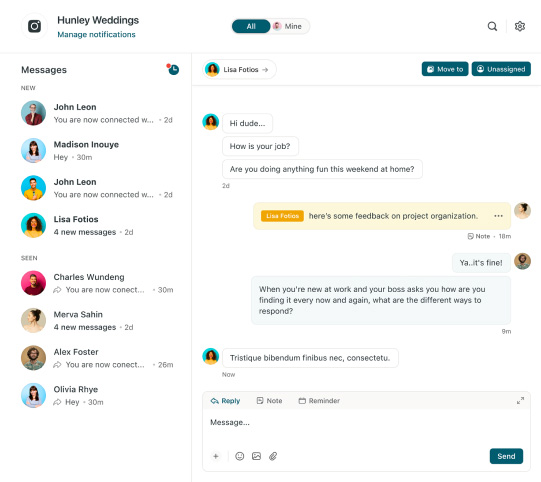 Hunley Weddings
Manage notifications
All
Mine
Messages
NEW
John Leon
You are now connected w... • 2d
Madison Inouye
Hey • 30m
John Leon
You are now connected w... • 2d
Lisa Fotios
4 new messages • 2d
SEEN
Charles Wundeng
You are now conect... • 30m
Merva Sahin
4 new messages • 2d
Alex Foster
You are now conect... • 26m
Olivia Rhye
Hey • 30m
Lisa Fotios →
Move to
Unassigned
Hi dude...
How is your job?
Are you doing anything fun this weekend at home?
2d
Lisa Fotios here's some feedback on project organization. ...
Note • 18m
Ya..it's fine!
When you're new at work and your boss asks you how are you
finding it every now and again, what are the different ways to
respond?
9m
Tristique bibendum finibus nec, consectetu.
Now
Reply
Note
Reminder
Message...
Send